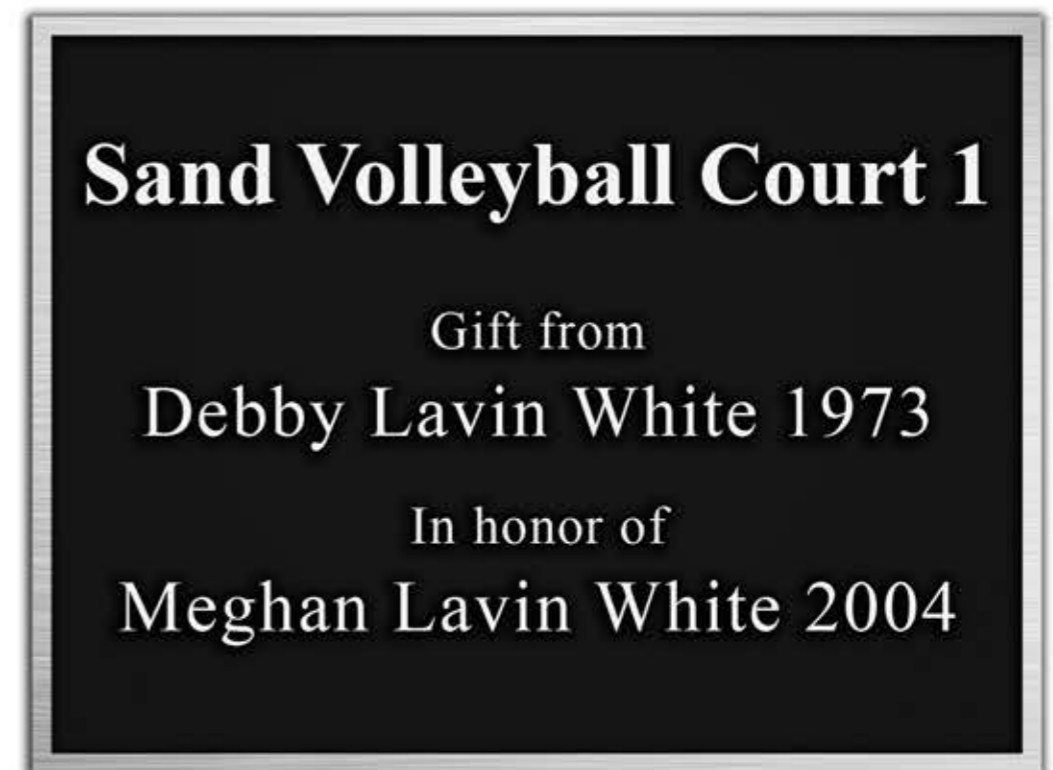 Sand Volleyball Court 1
Gift from
Debby Lavin White 1973
In honor of
Meghan Lavin White 2004